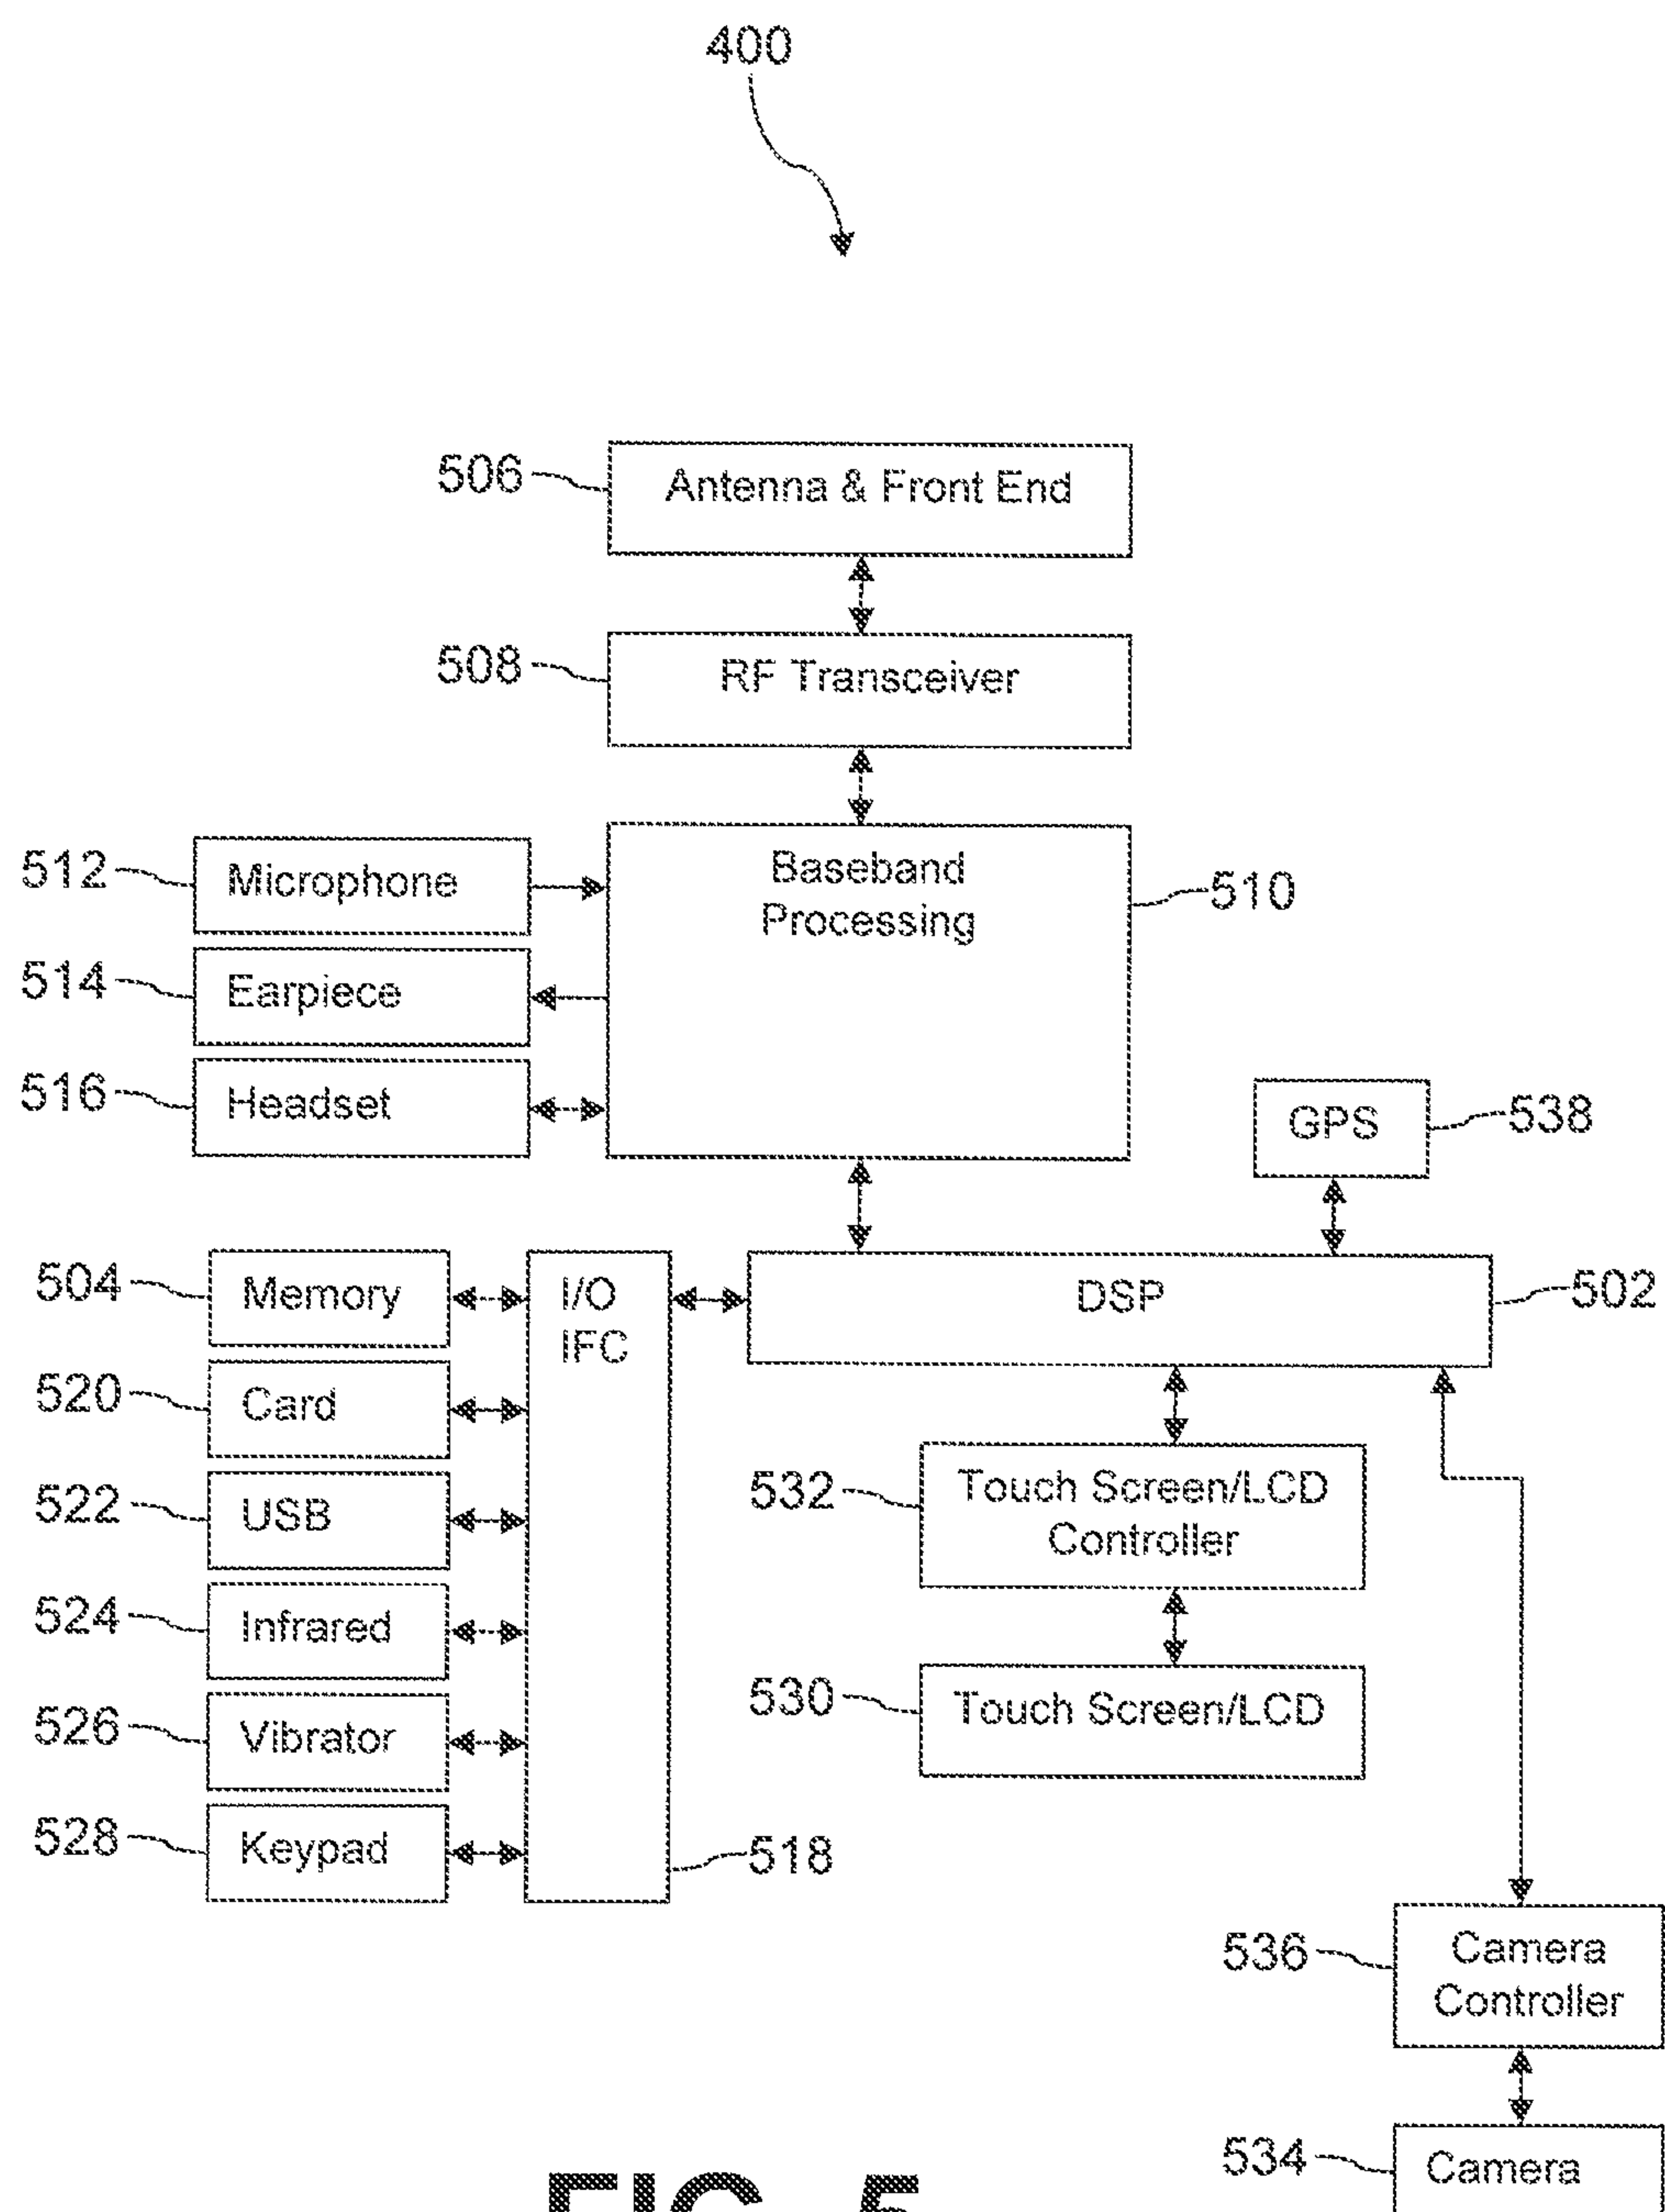 400
506
Antenna & Front End
508
RF Transceiver
512
Microphone
Baseband
Processing
510
514
Earpiece
516
Headset
GPS
538
504
Memory
I/O
IFC
DSP
502
520
Card
522
USB
532
Touch Screen/LCD
Controller
524
Infrared
526
Vibrator
530
Touch Screen/LCD
528
Keypad
518
536
Camera
Controller
534
Camera
FIG. 5